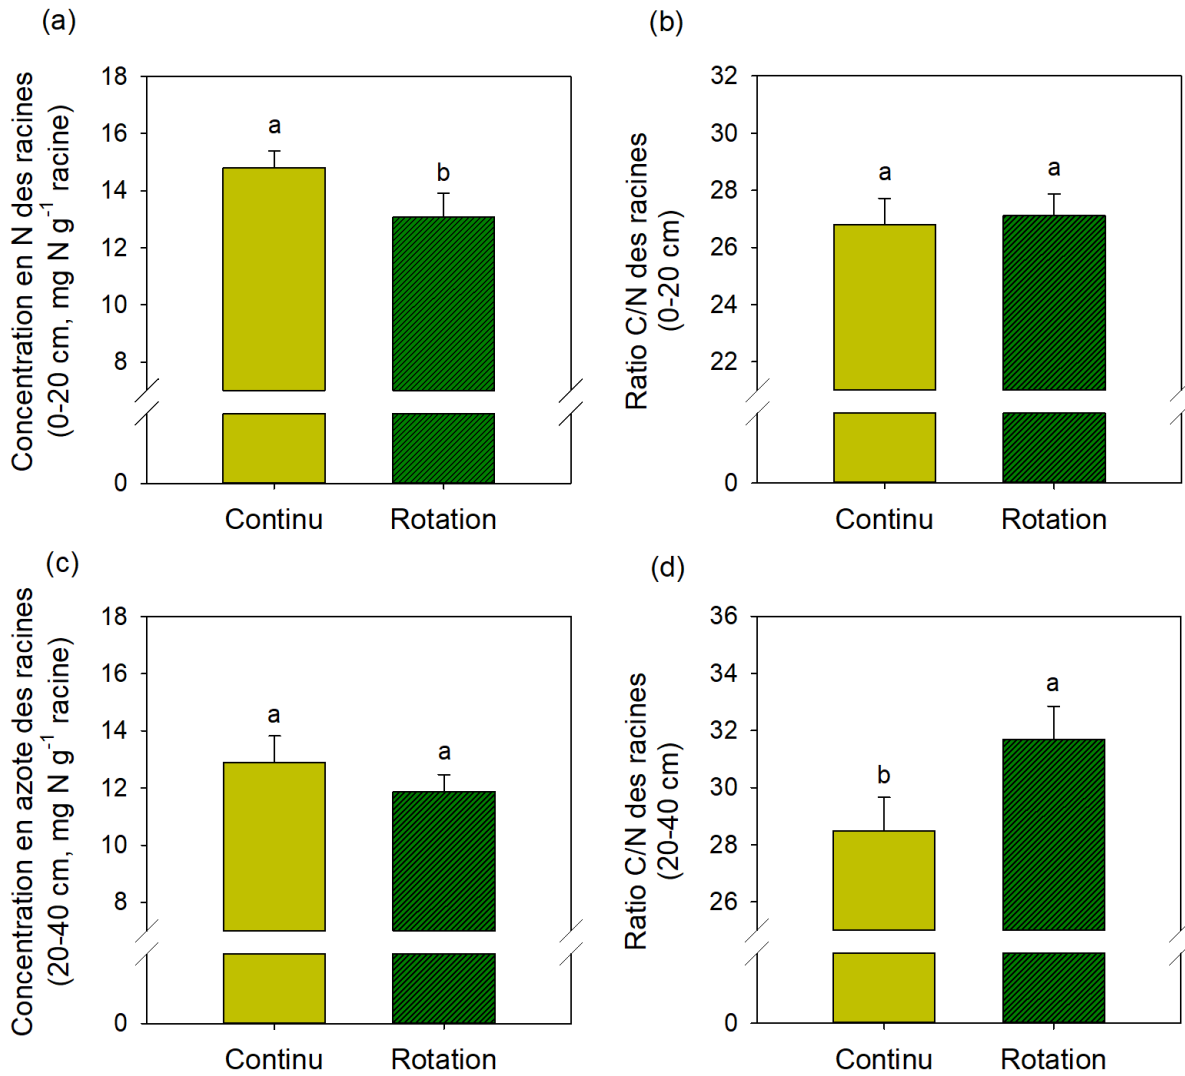 (a)
Concentration en N des racines
(0-20 cm, mg N g⁻¹ racine)
18
16
14
12
10
8
0
a
b
Continu
Rotation
(b)
Ratio C/N des racines
(0-20 cm)
32
30
28
26
24
22
0
a
a
Continu
Rotation
(c)
Concentration en azote des racines
(20-40 cm, mg N g⁻¹ racine)
18
16
14
12
10
8
0
a
a
Continu
Rotation
(d)
Ratio C/N des racines
(20-40 cm)
36
34
32
30
28
26
0
b
a
Continu
Rotation